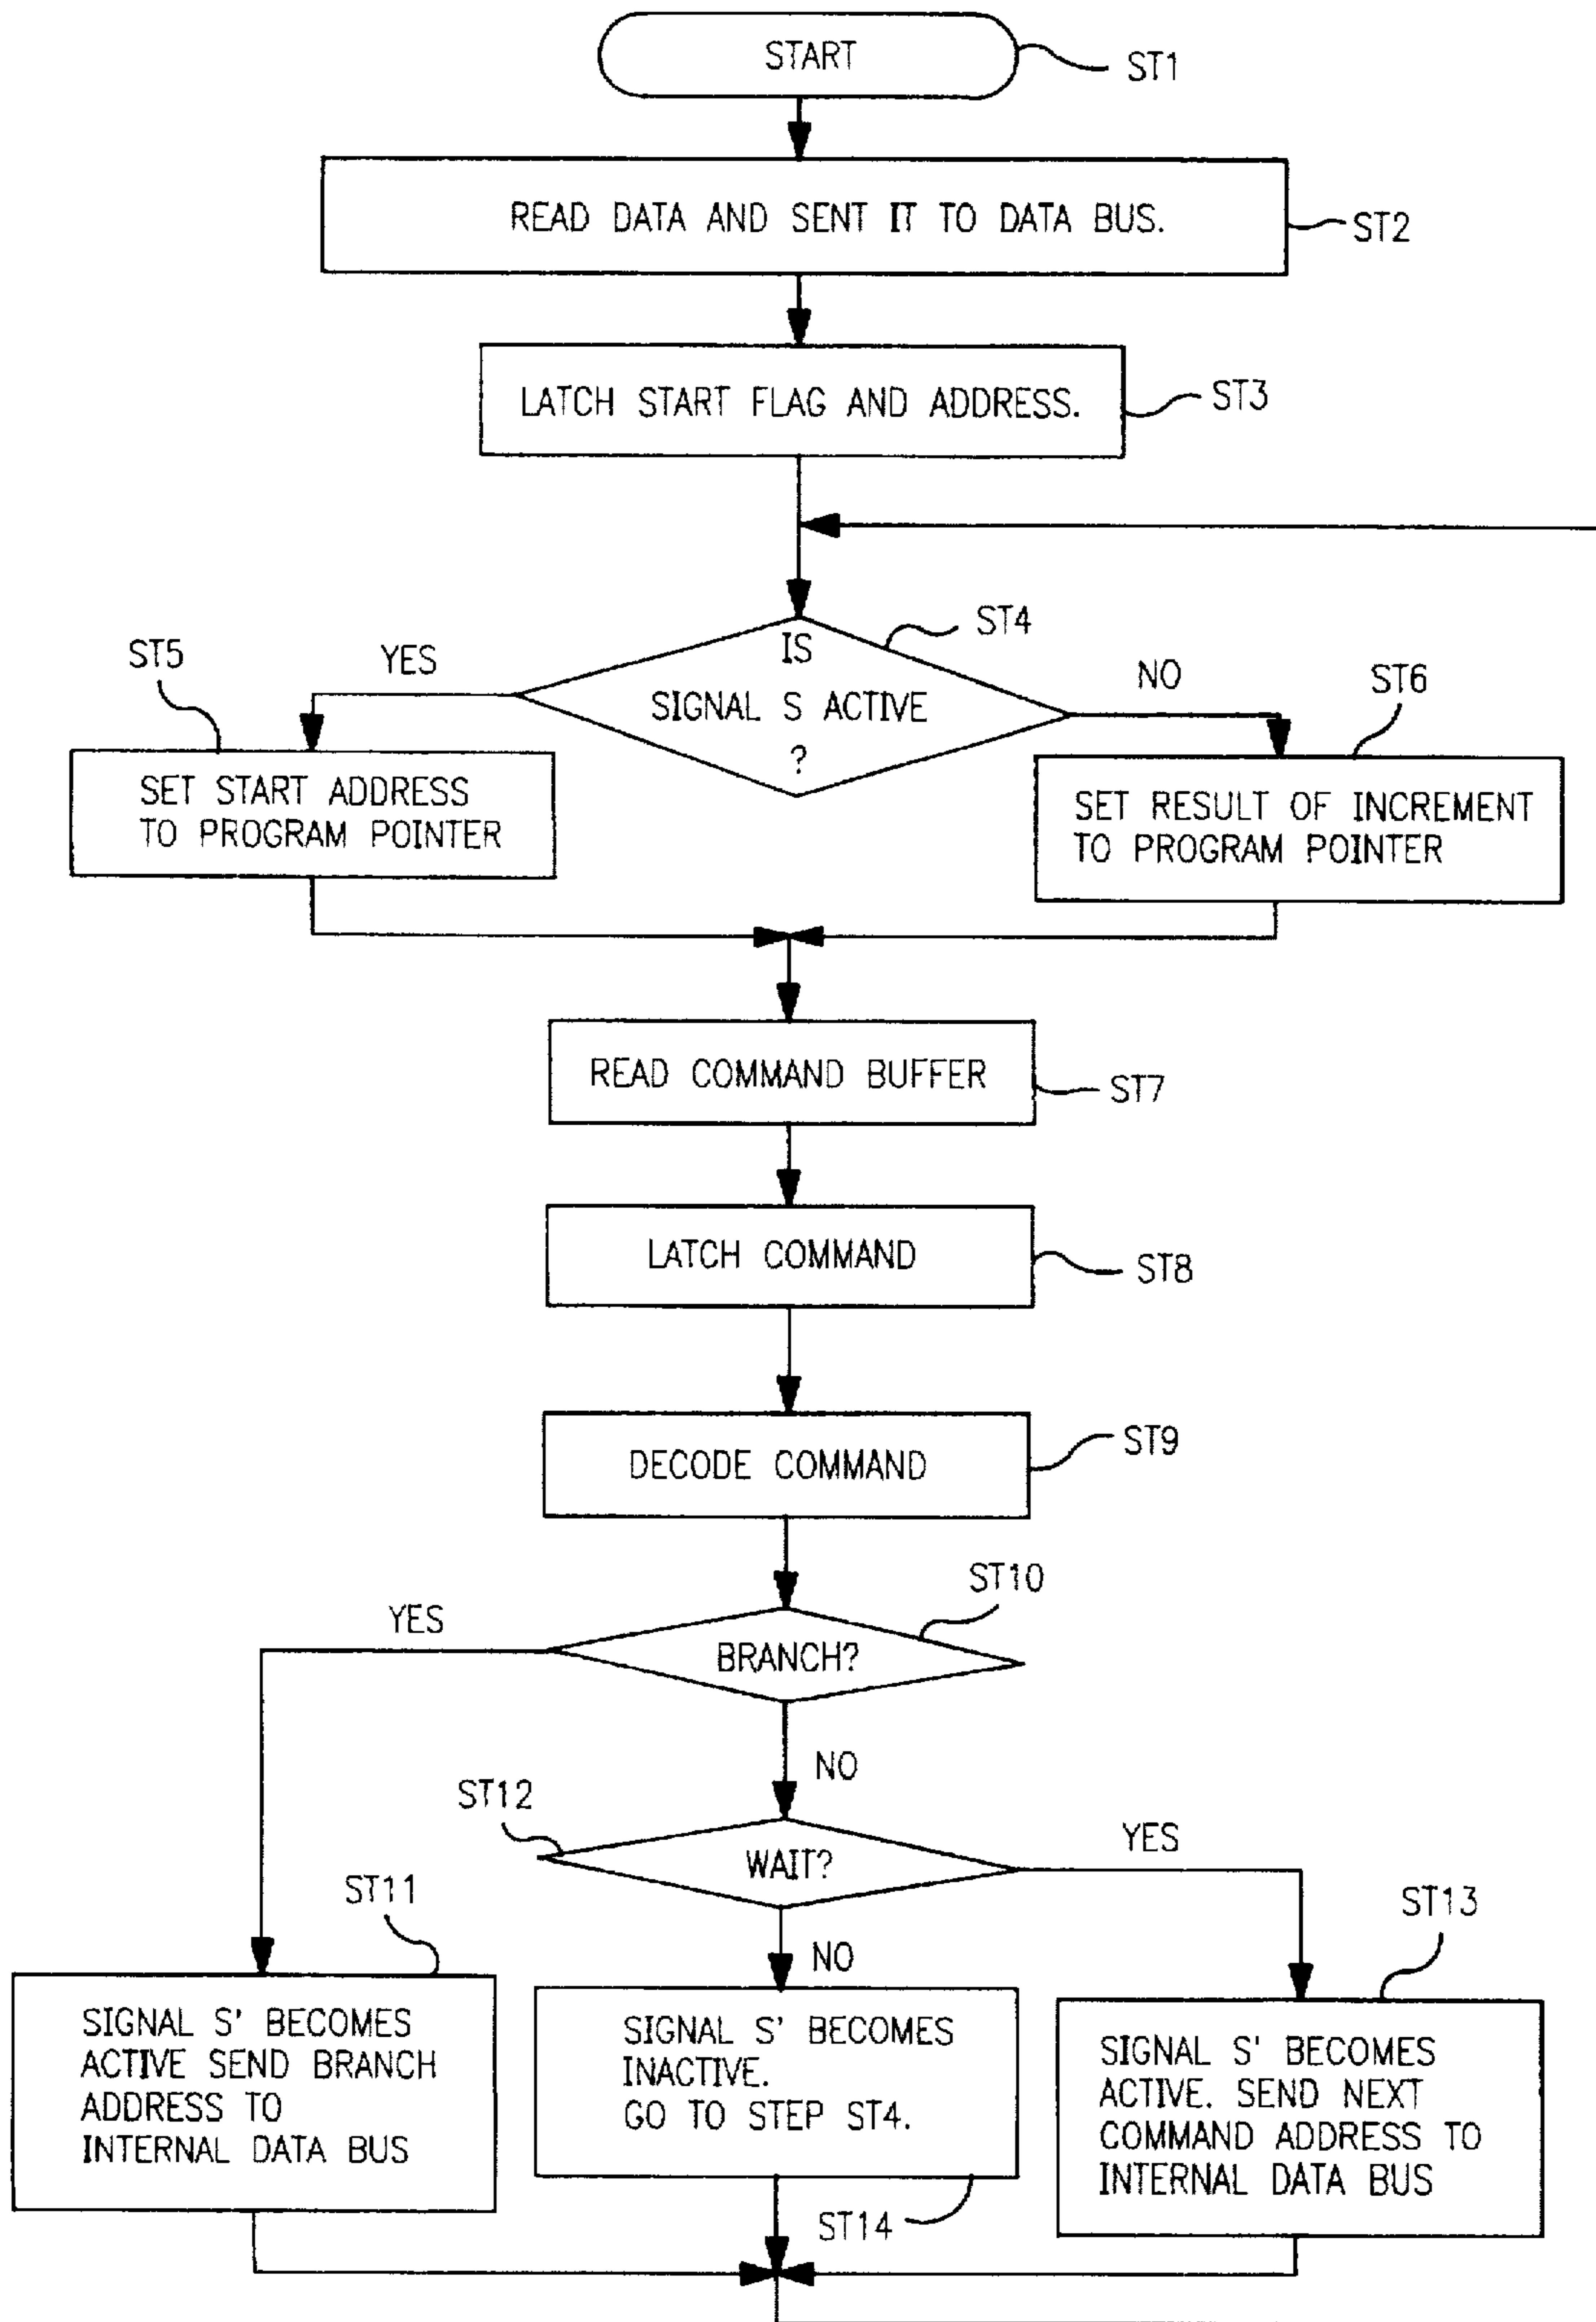 START
ST1
READ DATA AND SENT IT TO DATA BUS.
ST2
LATCH START FLAG AND ADDRESS.
ST3
IS
SIGNAL S ACTIVE
?
ST4
YES
NO
ST5
SET START ADDRESS
TO PROGRAM POINTER
ST6
SET RESULT OF INCREMENT
TO PROGRAM POINTER
READ COMMAND BUFFER
ST7
LATCH COMMAND
ST8
DECODE COMMAND
ST9
ST10
YES
BRANCH?
NO
ST12
WAIT?
YES
NO
ST11
SIGNAL S' BECOMES
ACTIVE SEND BRANCH
ADDRESS TO
INTERNAL DATA BUS
SIGNAL S' BECOMES
INACTIVE.
GO TO STEP ST4.
ST14
ST13
SIGNAL S' BECOMES
ACTIVE. SEND NEXT
COMMAND ADDRESS TO
INTERNAL DATA BUS